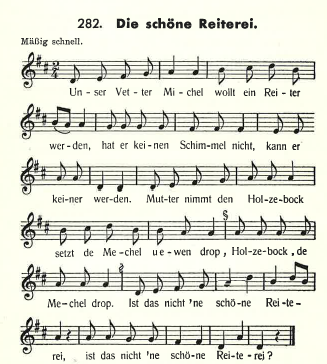 282. Die schöne Reiterei.
Mäßig schnell.
Un - ser Vet - ter Mi - chel wollt ein Rei - ter
wer - den, hat er kei - nen Schim - mel nicht, kann er
kei - ner wer - den. Mut - ter nimmt den Hol - ze - bock
setzt de Me - chel u e - wen drop, Hol - ze - bock, de
Me - chel drop. Ist das nicht 'ne schö - ne Rei - te -
rei, ist das nicht 'ne schö - ne Rei - te - rei?